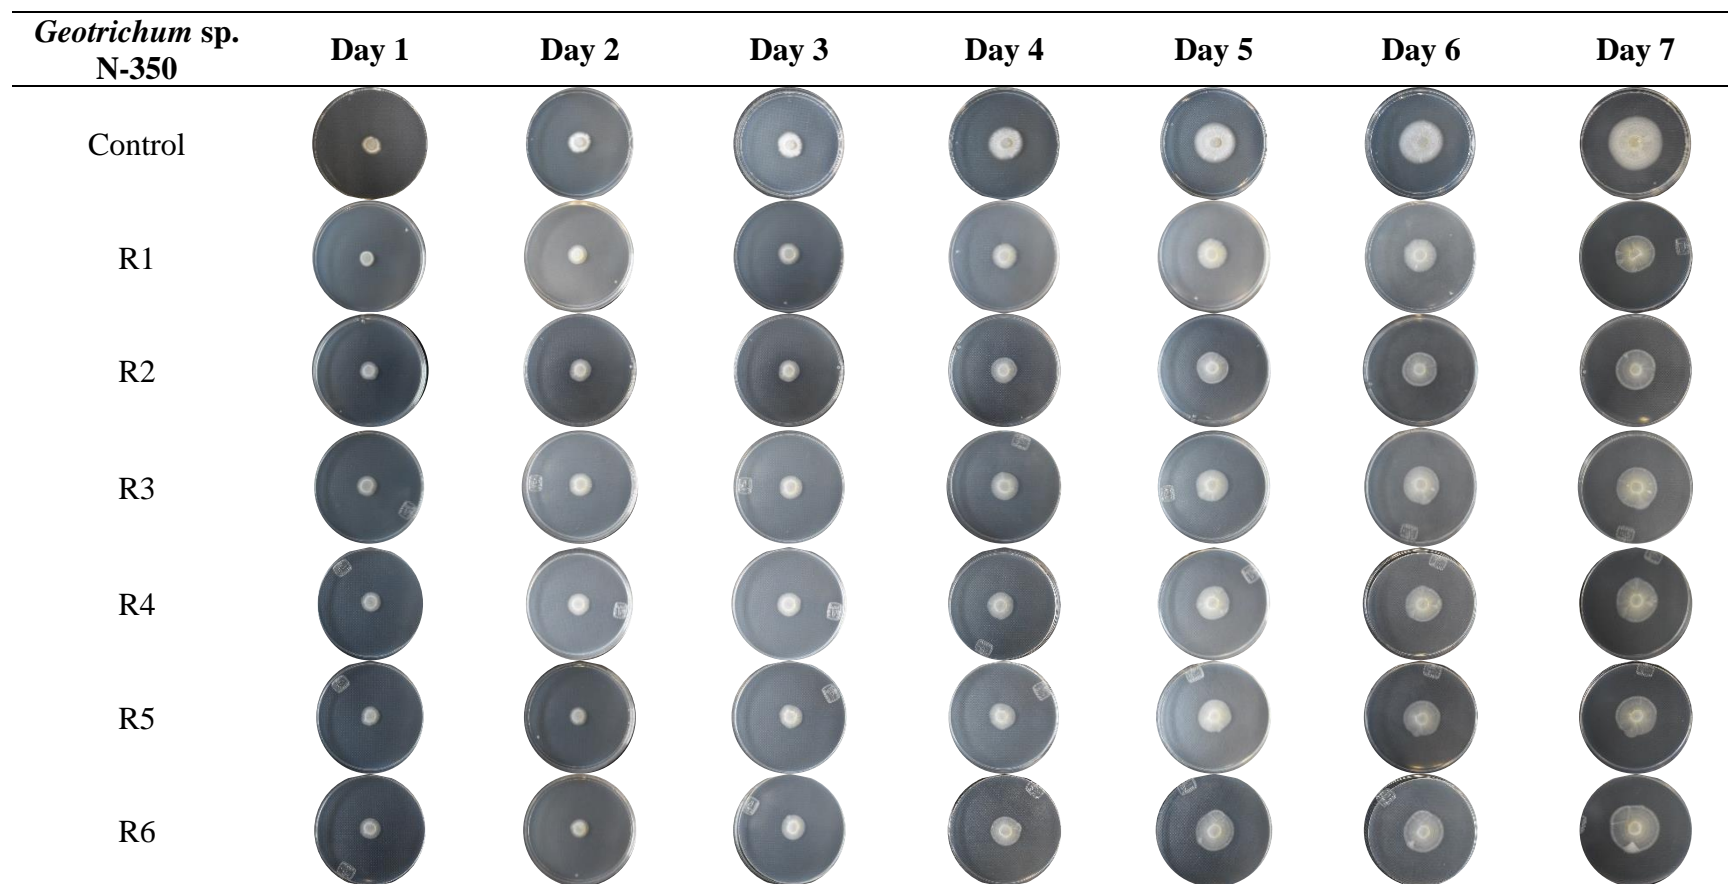 Geotrichum sp. N-350
Day 1
Day 2
Day 3
Day 4
Day 5
Day 6
Day 7
Control
R1
R2
R3
R4
R5
R6